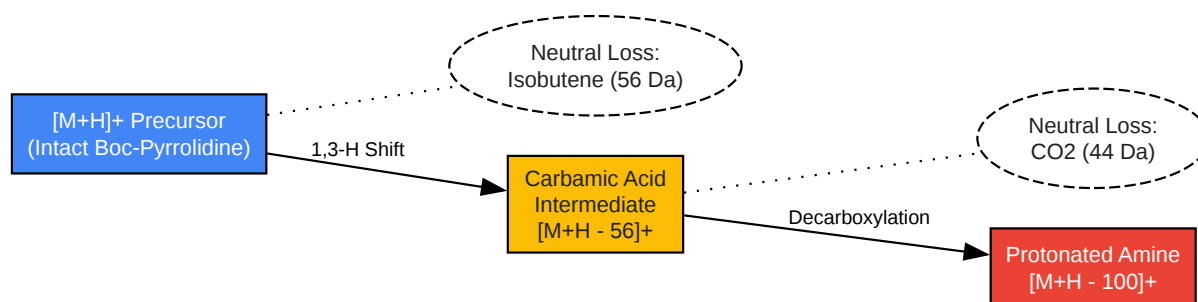 Neutral Loss:
Isobutene (56 Da)
[M+H]+ Precursor
(Intact Boc-Pyrrolidine)
1,3-H Shift
Neutral Loss:
CO2 (44 Da)
Carbamic Acid
Intermediate
[M+H - 56]+
Decarboxylation
Protonated Amine
[M+H - 100]+